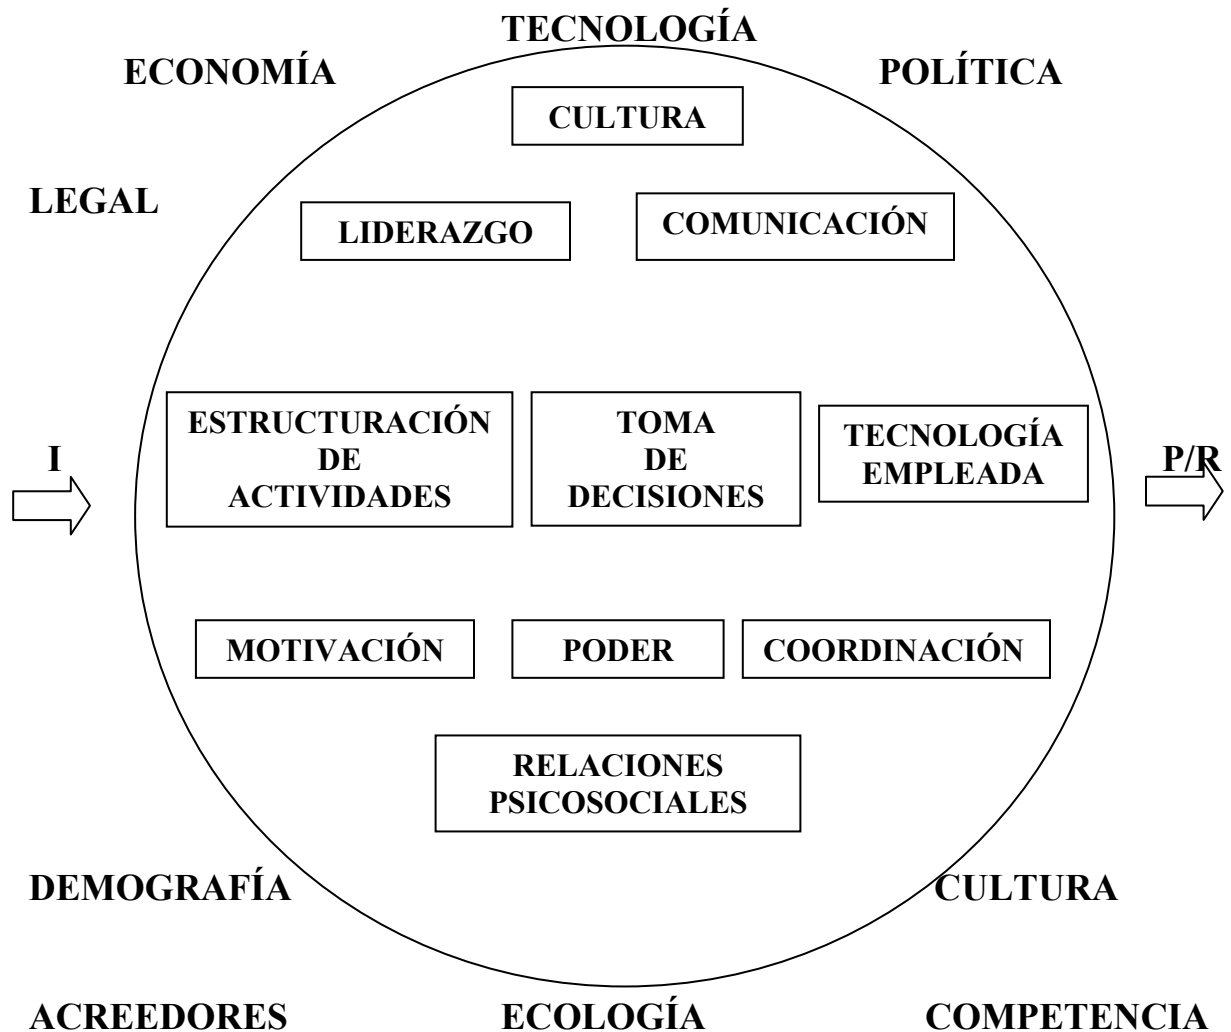 TECNOLOGÍA
ECONOMÍA
POLÍTICA
CULTURA
LEGAL
LIDERAZGO
COMUNICACIÓN
ESTRUCTURACIÓN
DE
ACTIVIDADES
TOMA
DE
DECISIONES
TECNOLOGÍA
EMPLEADA
I
P/R
MOTIVACIÓN
PODER
COORDINACIÓN
RELACIONES
PSICOSOCIALES
DEMOGRAFÍA
CULTURA
ACREEDORES
ECOLOGÍA
COMPETENCIA